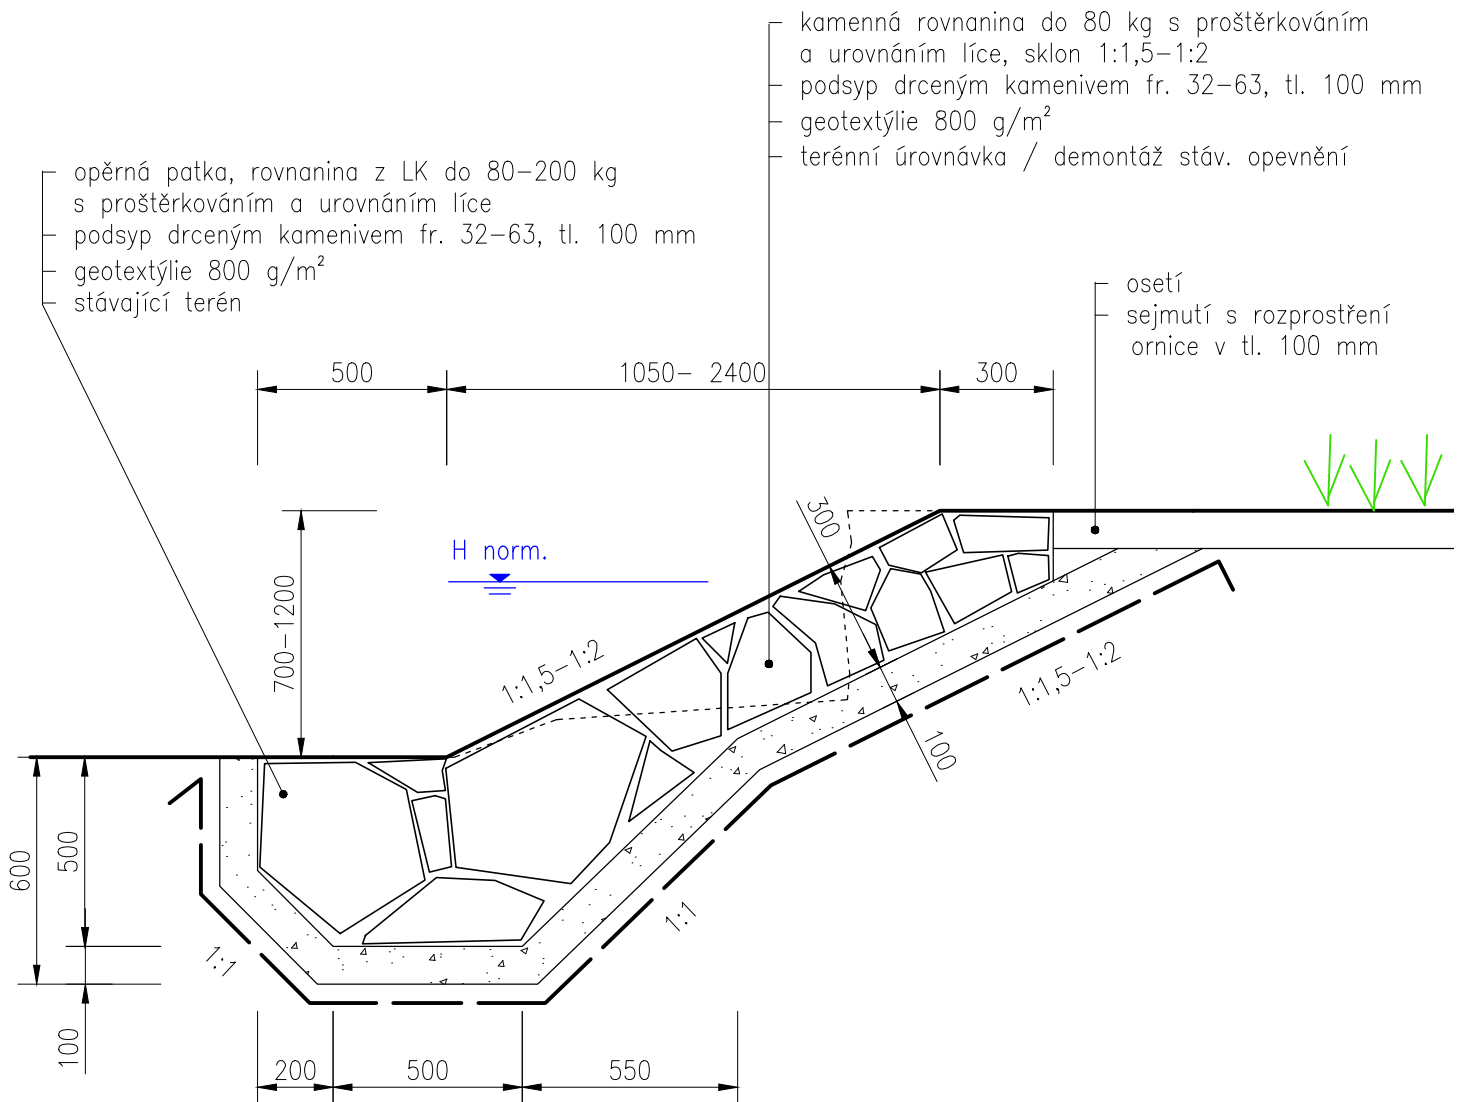 kamenná rovnanina do 80 kg s proštěrkováním
a urovnáním líce, sklon 1:1,5-1:2
podsyp drceným kamenivem fr. 32-63, tl. 100 mm
geotextýlie 800 g/m²
terénní úrovnávka / demontáž stáv. opevnění
opěrná patka, rovnanina z LK do 80-200 kg
s proštěrkováním a urovnáním líce
podsyp drceným kamenivem fr. 32-63, tl. 100 mm
geotextýlie 800 g/m²
stávající terén
osetí
sejmutí s rozprostření
ornice v tl. 100 mm
500
1050- 2400
300
300
H norm.
700-1200
1:1,5-1:2
1:1,5-1:2
100
600
500
1:1
1:1
100
200
500
550